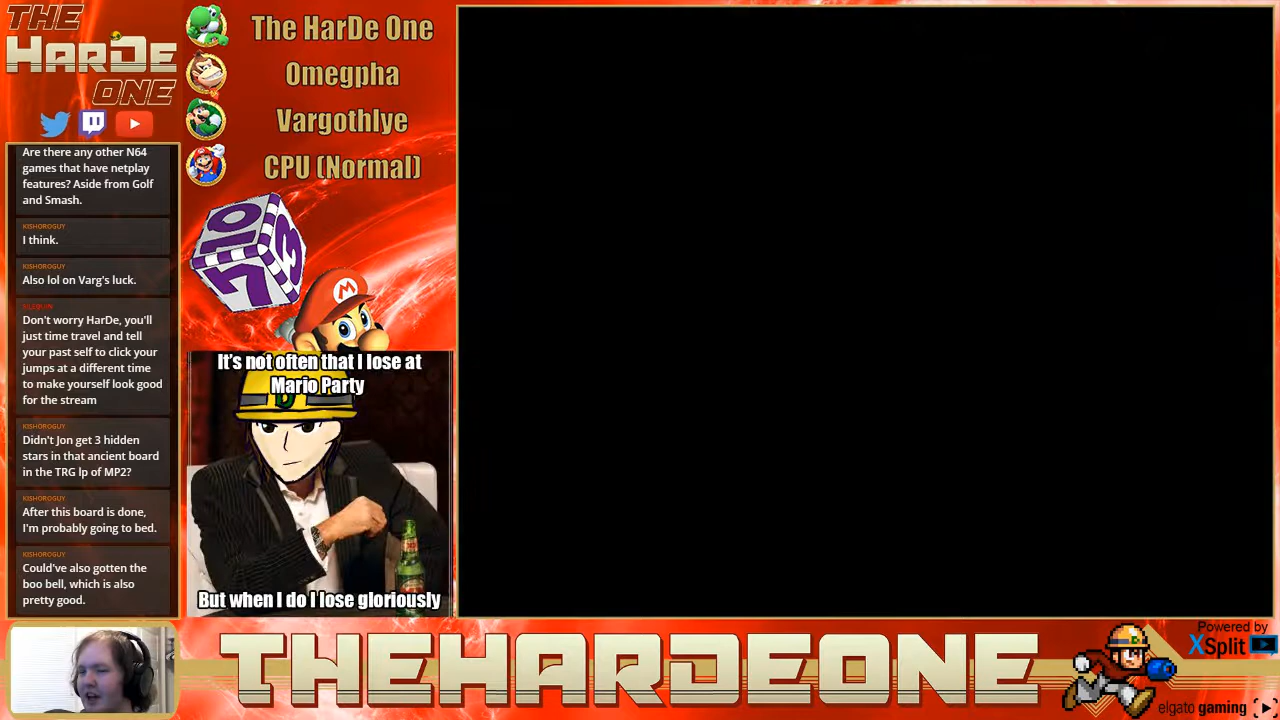 THE
HARDE
ONE
The HarDe One
Omegpha
Vargothlye
CPU (Normal)
Are there any other N64
games that have netplay
features? Aside from Golf
and Smash.
KISHOROGUY
I think.
KISHOROGUY
Also lol on Varg's luck.
Don't worry HarDe, you'll
just time travel and tell
your past self to click your
jumps at a different time
to make yourself look good
for the stream
KISHOROGUY
Didn't Jon get 3 hidden
stars in that ancient board
in the TRG lp of MP2?
KISHOROGUY
After this board is done,
I'm probably going to bed.
KISHOROGUY
Could've also gotten the
boo bell, which is also
pretty good.
10
7
3
M
It's not often that I lose at
Mario Party
But when I do I lose gloriously
THEHARDEONE
Powered by
XSplit
elgato gaming